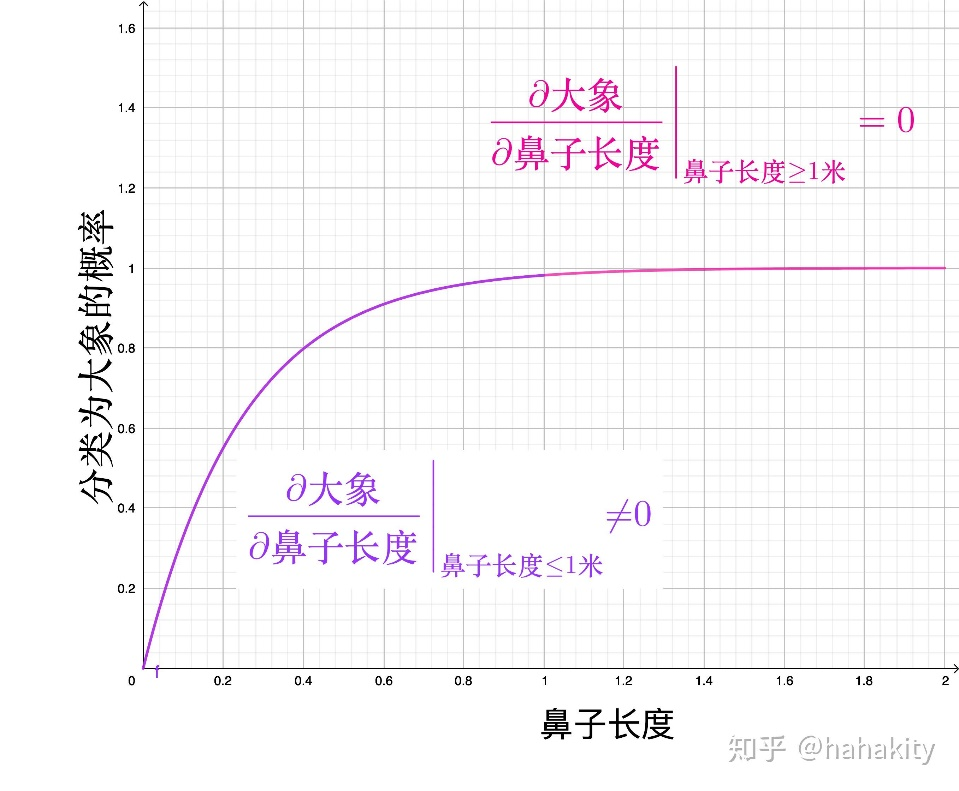 1.6
1.4
1.2
1
0.8
0.6
0.4
0.2
0
0.2
0.4
0.6
0.8
1
1.2
1.4
1.6
1.8
2
分类为大象的概率
鼻子长度
∂大象
∂鼻子长度
鼻子长度≥1米
= 0
∂大象
∂鼻子长度
鼻子长度≤1米
≠0
f
知乎 @hahakity